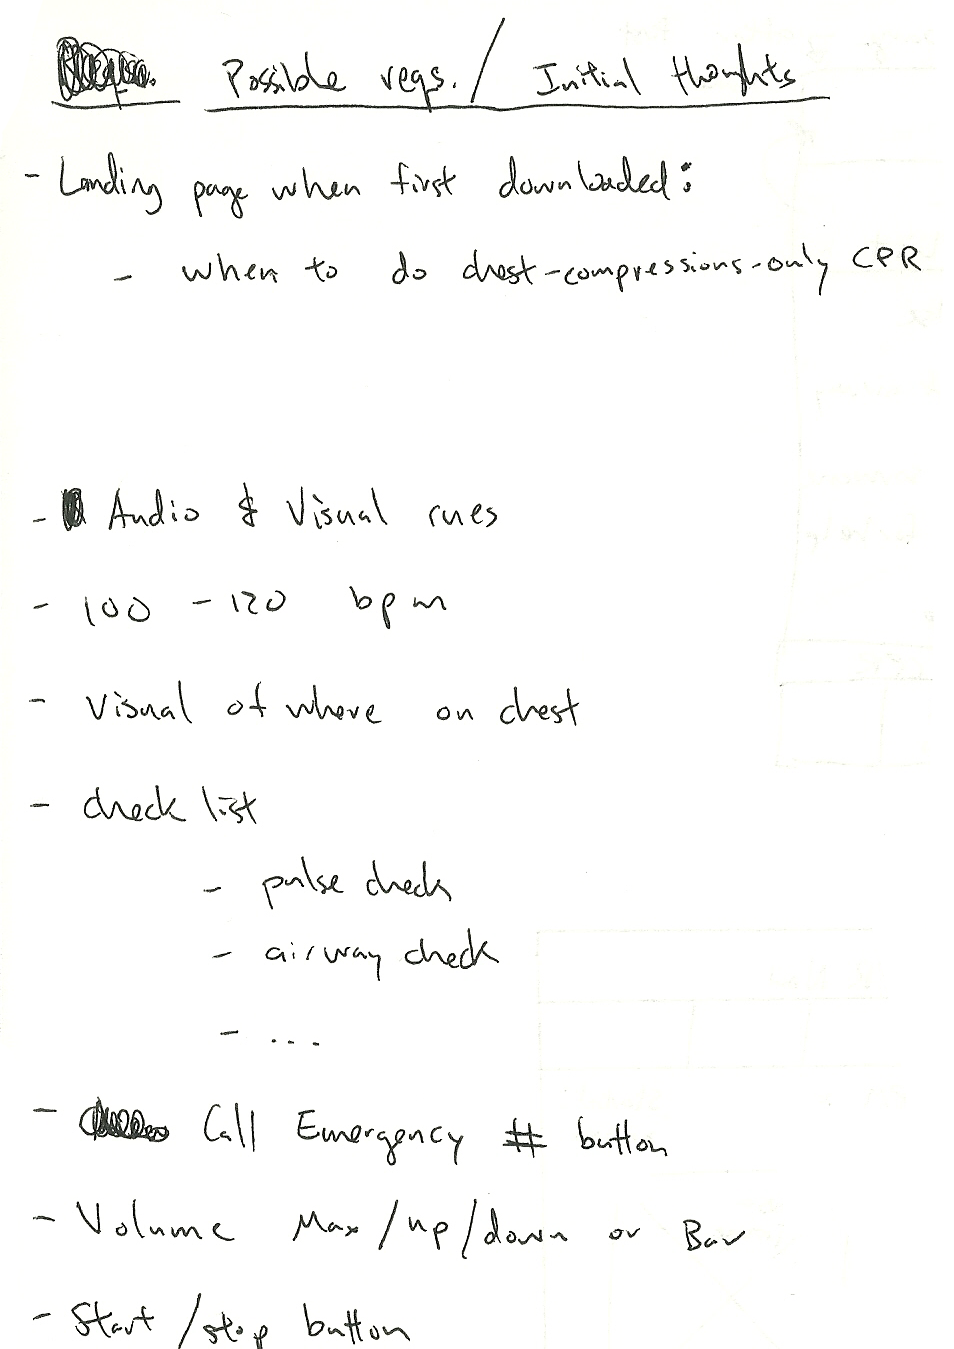 Possible reqs. / Initial thoughts
- Landing page when first downloaded:
- when to do chest-compressions-only CPR
- Audio & Visual cues
- 100 - 120 bpm
- Visual of where on chest
- check list
- pulse check
- airway check
- ...
- Call Emergency # button
- Volume Max/up/down or Bar
- Start/stop button